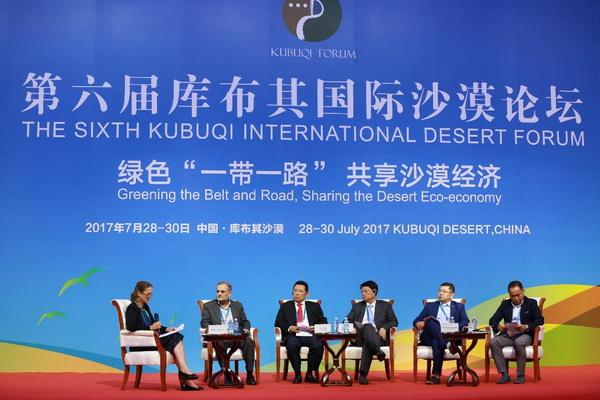 KUBUQI FORUM
第六届库布其国际沙漠论坛
THE SIXTH KUBUQI INTERNATIONAL DESERT FORUM
绿色“一带一路” 共享沙漠经济
Greening the Belt and Road, Sharing the Desert Eco-economy
2017年7月28-30日 中国·库布其沙漠 28-30 July 2017 KUBUQI DESERT,CHINA